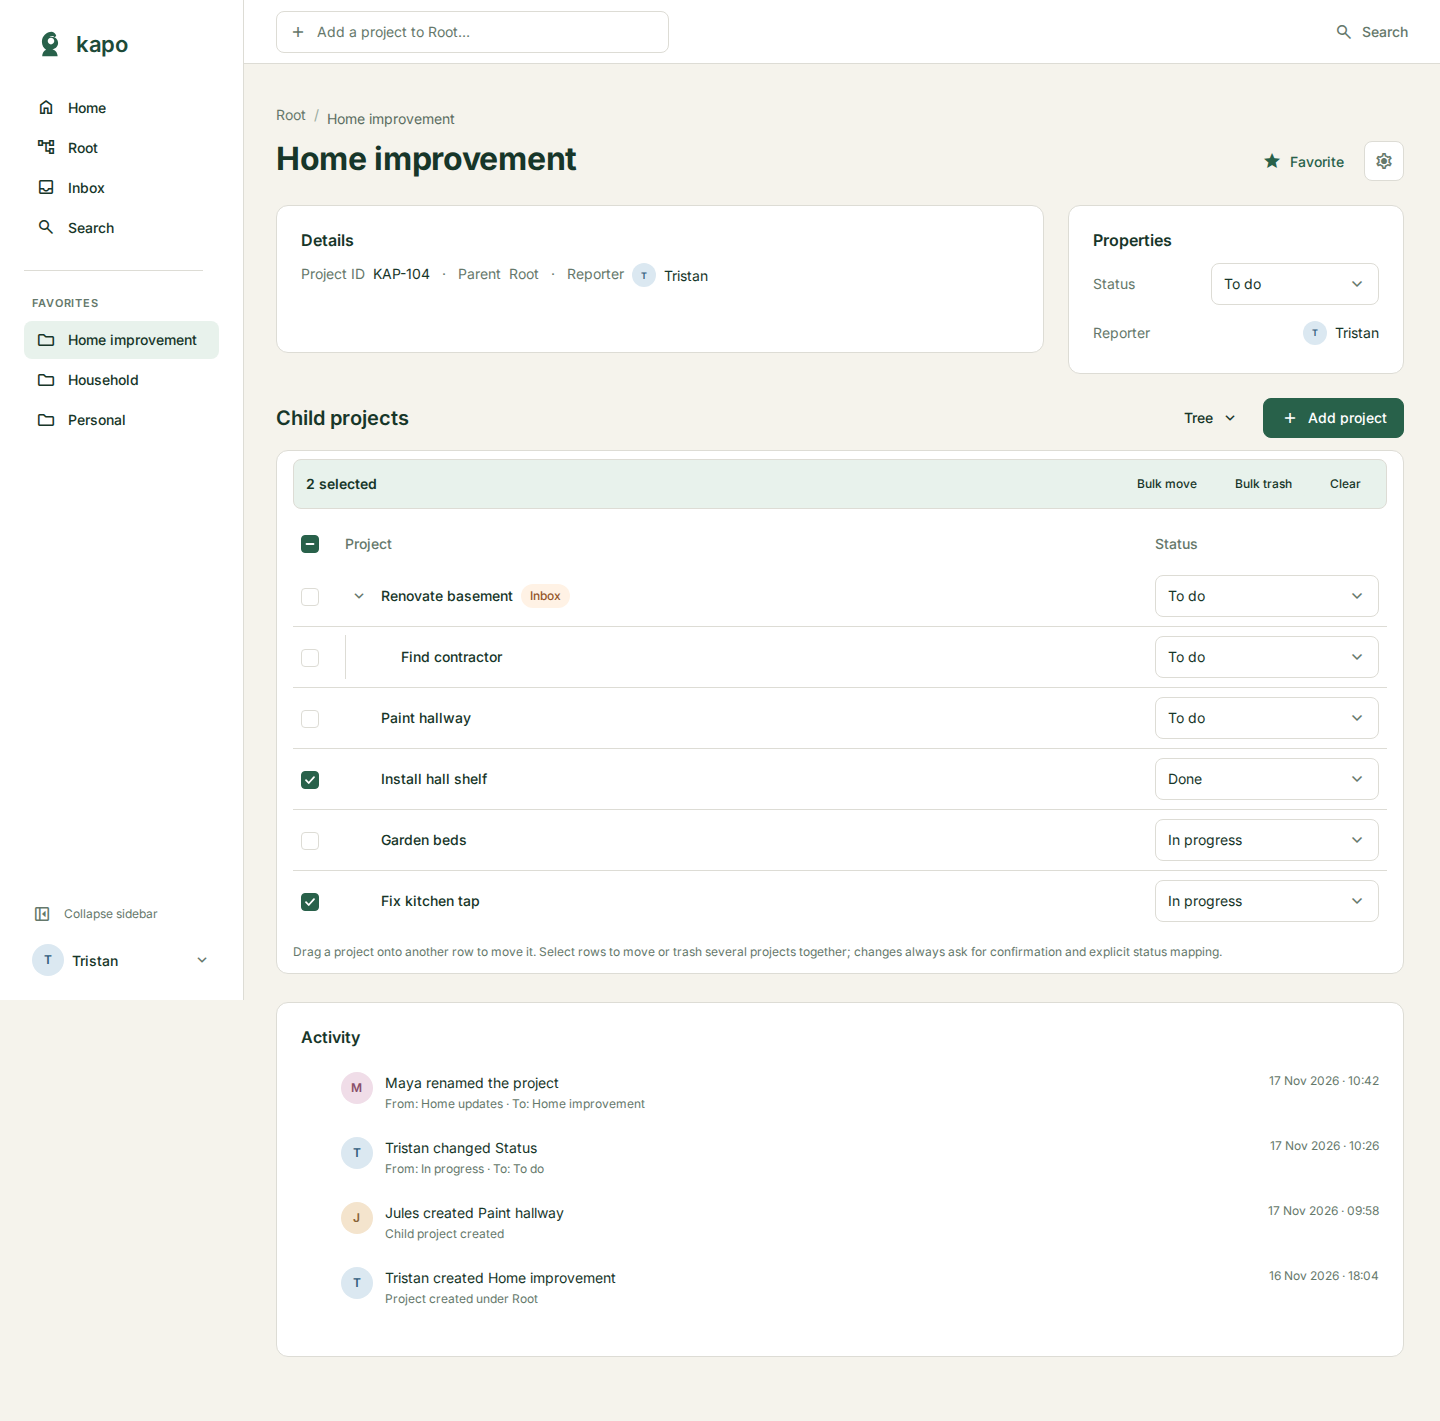 kapo
Add a project to Root...
Search
Home
Root
Inbox
Search
FAVORITES
Home improvement
Household
Personal
Collapse sidebar
T Tristan
Root / Home improvement
Home improvement
Favorite
Details
Project ID KAP-104 · Parent Root · Reporter T Tristan
Properties
Status To do
Reporter T Tristan
Child projects
Tree
Add project
2 selected
Bulk move Bulk trash Clear
Project Status
Renovate basement Inbox To do
Find contractor To do
Paint hallway To do
Install hall shelf Done
Garden beds In progress
Fix kitchen tap In progress
Drag a project onto another row to move it. Select rows to move or trash several projects together; changes always ask for confirmation and explicit status mapping.
Activity
M Maya renamed the project 17 Nov 2026 · 10:42
From: Home updates · To: Home improvement
T Tristan changed Status 17 Nov 2026 · 10:26
From: In progress · To: To do
J Jules created Paint hallway 17 Nov 2026 · 09:58
Child project created
T Tristan created Home improvement 16 Nov 2026 · 18:04
Project created under Root